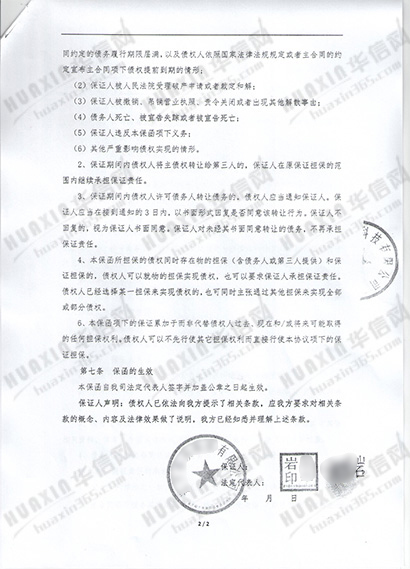 同约定的债务履行期限届满，以及债权人依照国家法律法规规定或者主合同的约
定宣布主合同项下债权提前到期的情形；
（2）保证人被人民法院受理破产申请或者裁定和解；
（3）保证人被撤销、吊销营业执照、责令关闭或者出现其他解散事由；
（4）债务人死亡、被宣告失踪或者被宣告死亡；
（5）保证人违反本保函项下义务；
（6）其他严重影响债权实现的情形。
2、保证期间内债权人将主债权转让给第三人的，保证人在原保证担保的范
围内继续承担保证责任。
3、保证期间内债权人许可债务人转让债务的，债权人应当通知保证人。保
证人应当在接到通知的3日内，以书面形式回复是否同意该转让行为。保证人不
回复的，视为保证人书面同意。保证人对未经其书面同意转让的债务，不再承担
保证责任。
4、本保函所担保的债权同时存在物的担保（含债务人或第三人提供）和保
证担保的，债权人可以就物的担保实现债权，也可以要求保证人承担保证责任。
债权人已经选择某一担保来实现债权的，也可同时主张通过其他担保来实现全部
或部分债权。
6、本保函项下的保证累加于而非代替债权人过去、现在和/或将来可能取得
的任何担保权利。债权人可以不先行使其它担保权利而直接行使本协议项下的保
证担保。
第七条 保函的生效
本保函自我司法定代表人签字并加盖公章之日起生效。
保证人声明：债权人已依法向我方提示了相关条款，应我方要求对相关条
款的概念、内容及法律效果做了说明，我方已经知悉并理解上述条款。
保证人：
法定代表人：
年 月 日
岩
印
有限公司
科技有限公司
2/2
HUAXIN华信网
huaxin365.com